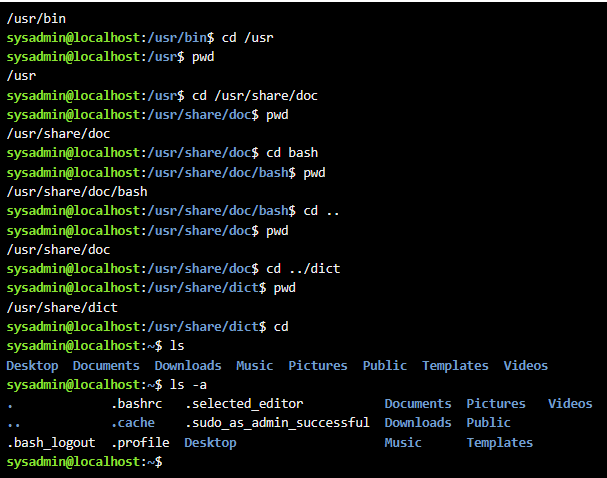 /usr/bin
sysadmin@localhost:/usr/bin$ cd /usr
sysadmin@localhost:/usr$ pwd
/usr
sysadmin@localhost:/usr$ cd /usr/share/doc
sysadmin@localhost:/usr/share/doc$ pwd
/usr/share/doc
sysadmin@localhost:/usr/share/doc$ cd bash
sysadmin@localhost:/usr/share/doc/bash$ pwd
/usr/share/doc/bash
sysadmin@localhost:/usr/share/doc/bash$ cd ..
sysadmin@localhost:/usr/share/doc$ pwd
/usr/share/doc
sysadmin@localhost:/usr/share/doc$ cd ../dict
sysadmin@localhost:/usr/share/dict$ pwd
/usr/share/dict
sysadmin@localhost:/usr/share/dict$ cd
sysadmin@localhost:~$ ls
Desktop  Documents  Downloads  Music  Pictures  Public  Templates  Videos
sysadmin@localhost:~$ ls -a
.             .bashrc   .selected_editor           Documents  Pictures   Videos
..            .cache    .sudo_as_admin_successful  Downloads  Public
.bash_logout  .profile  Desktop                    Music      Templates
sysadmin@localhost:~$